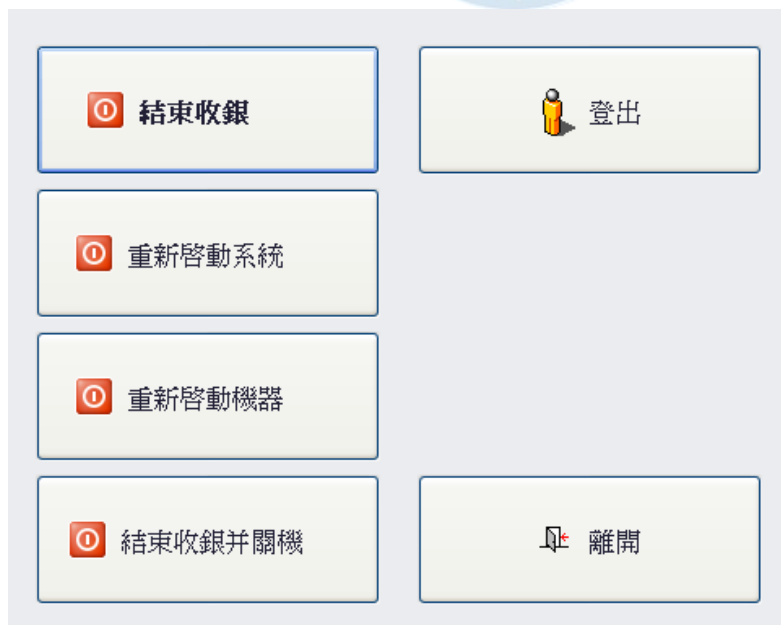 結束收銀
登出
重新啓動系統
重新啓動機器
結束收銀并關機
離開